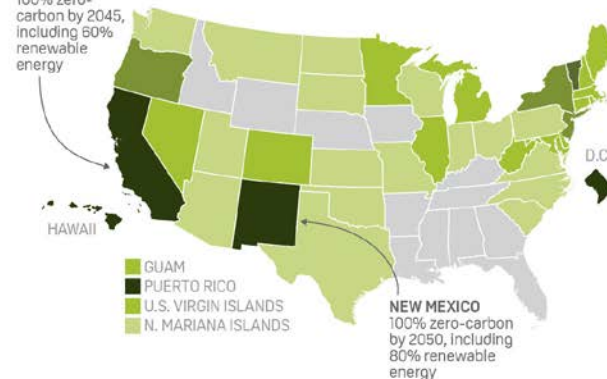 100% zero-
carbon by 2045,
including 60%
renewable
energy
D.C
HAWAII
GUAM
PUERTO RICO
U.S. VIRGIN ISLANDS
N. MARIANA ISLANDS
NEW MEXICO
100% zero-carbon
by 2050, including
80% renewable
energy